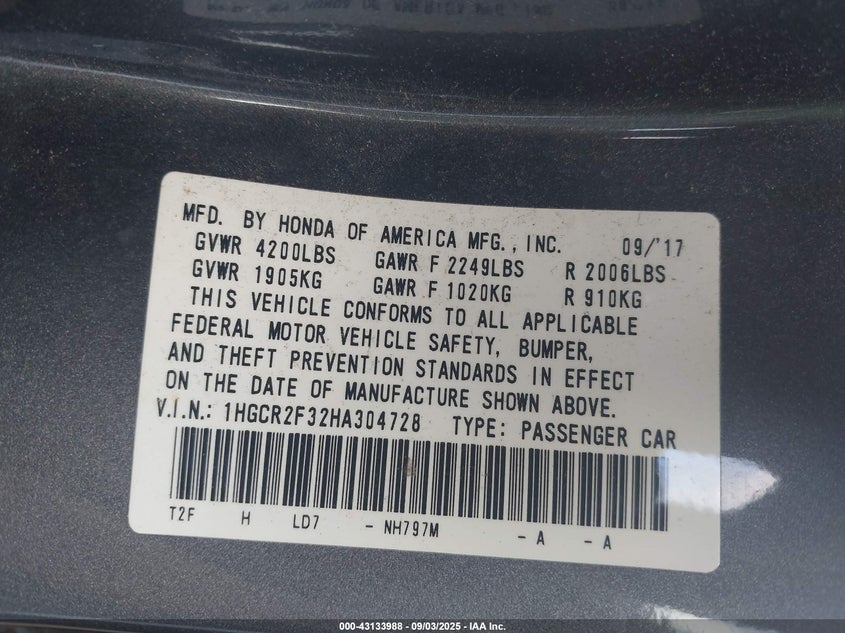 MFD. BY HONDA OF AMERICA MFG., INC. 09/'17
GVWR 4200LBS GAWR F 2249LBS R 2006LBS
GVWR 1905KG GAWR F 1020KG R 910KG
THIS VEHICLE CONFORMS TO ALL APPLICABLE
FEDERAL MOTOR VEHICLE SAFETY, BUMPER,
AND THEFT PREVENTION STANDARDS IN EFFECT
ON THE DATE OF MANUFACTURE SHOWN ABOVE.
V.I.N.: 1HGCR2F32HA304728 TYPE: PASSENGER CAR
T2F H LD7 - NH797M - A - A
000-43133988 - 09/03/2025 - IAA Inc.